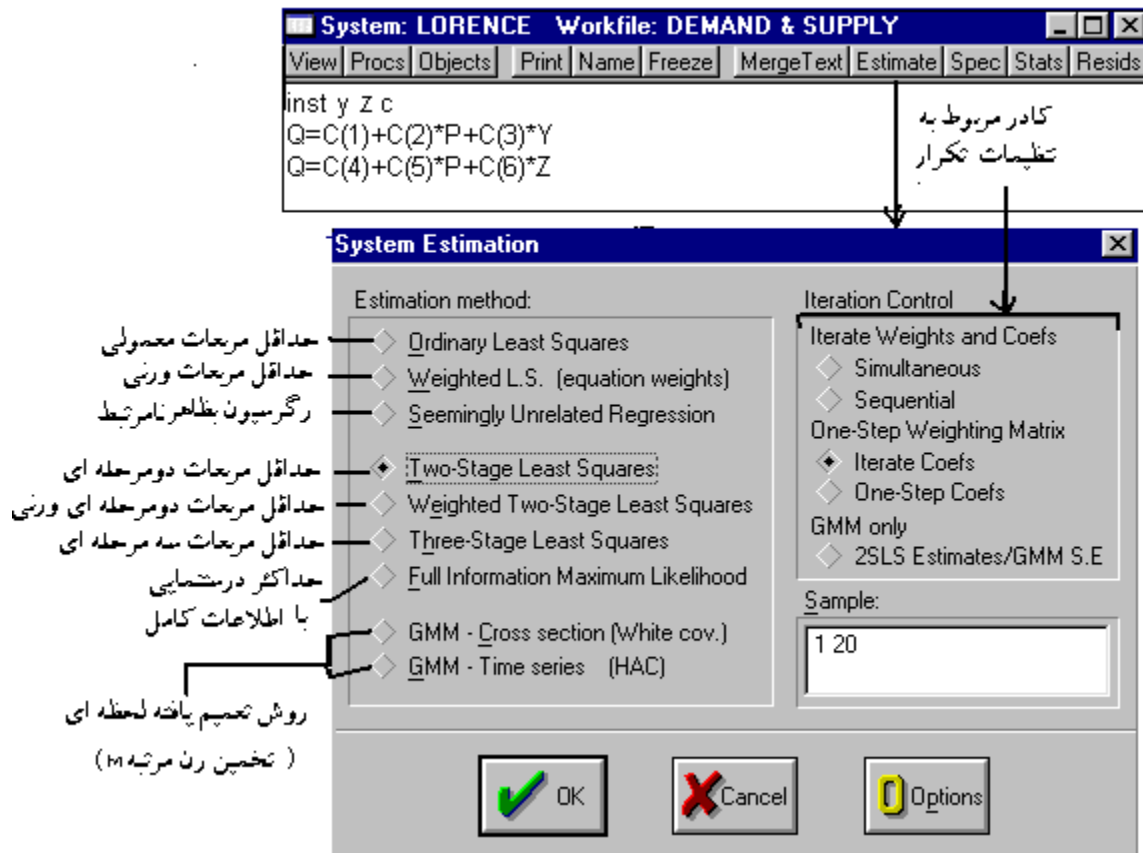 System: LORENCE Workfile: DEMAND & SUPPLY
View Procs Objects Print Name Freeze MergeText Estimate Spec Stats Resids
inst y z c
Q=C(1)+C(2)*P+C(3)*Y
Q=C(4)+C(5)*P+C(6)*Z
کادر مربوط به
تنظیمات تکرار
System Estimation
Estimation method:
حداقل مربعات معمولی
Ordinary Least Squares
حداقل مربعات وزنی
Weighted L.S. (equation weights)
رگرسیون بظاهر نامرتبط
Seemingly Unrelated Regression
حداقل مربعات دومرحله ای
Two-Stage Least Squares
حداقل مربعات دومرحله ای وزنی
Weighted Two-Stage Least Squares
حداقل مربعات سه مرحله ای
Three-Stage Least Squares
حداکثر درستنمایی
با اطلاعات کامل
Full Information Maximum Likelihood
GMM - Cross section (White cov.)
GMM - Time series (HAC)
روش تعمیم یافته لحظه ای
( تخمین زن مرتبه M)
Iteration Control
Iterate Weights and Coefs
Simultaneous
Sequential
One-Step Weighting Matrix
Iterate Coefs
One-Step Coefs
GMM only
2SLS Estimates/GMM S.E
Sample:
1 20
OK
Cancel
Options